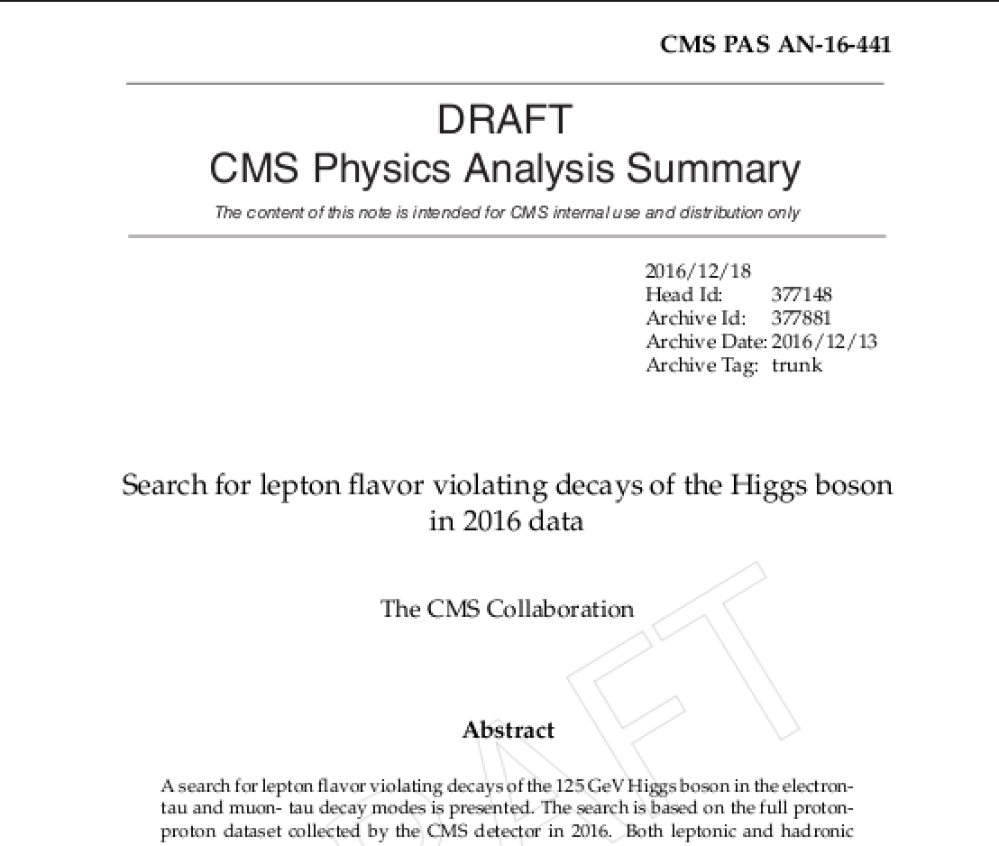 CMS PAS AN-16-441
DRAFT
CMS Physics Analysis Summary
The content of this note is intended for CMS internal use and distribution only
2016/12/18
Head Id: 377148
Archive Id: 377881
Archive Date: 2016/12/13
Archive Tag: trunk
Search for lepton flavor violating decays of the Higgs boson
in 2016 data
The CMS Collaboration
Abstract
A search for lepton flavor violating decays of the 125 GeV Higgs boson in the electron-
tau and muon- tau decay modes is presented. The search is based on the full proton-
proton dataset collected by the CMS detector in 2016. Both leptonic and hadronic
DRAFT